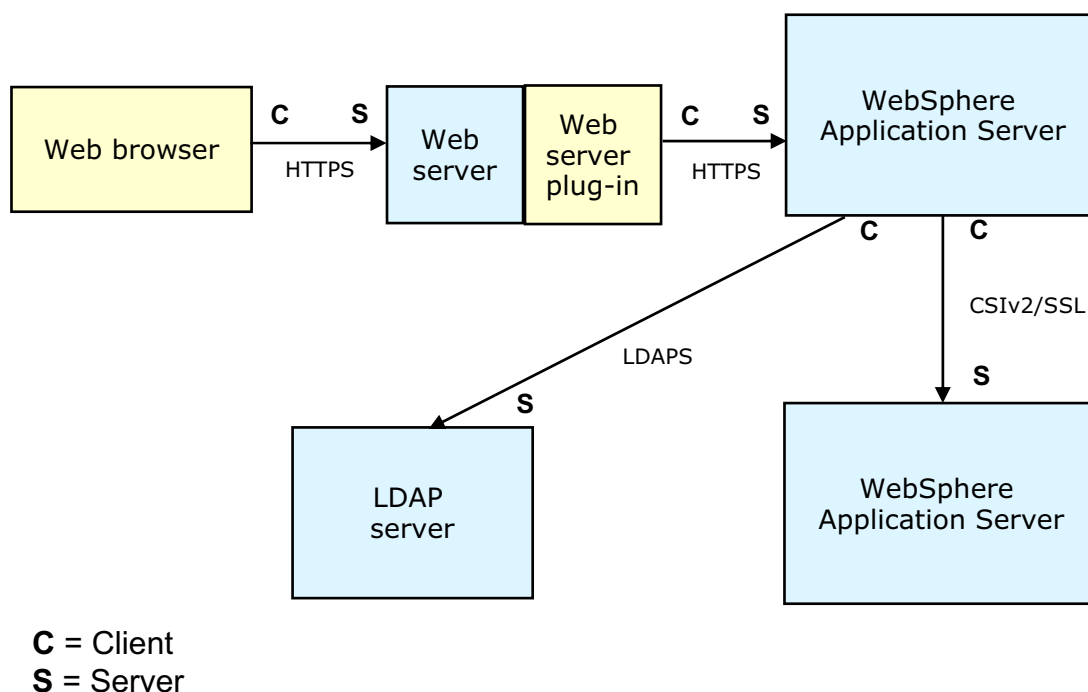 Web browser
C
S
HTTPS
Web
server
Web
server
plug-in
C
S
HTTPS
WebSphere
Application Server
C
C
LDAPS
CSIv2/SSL
S
S
LDAP
server
WebSphere
Application Server
C = Client
S = Server